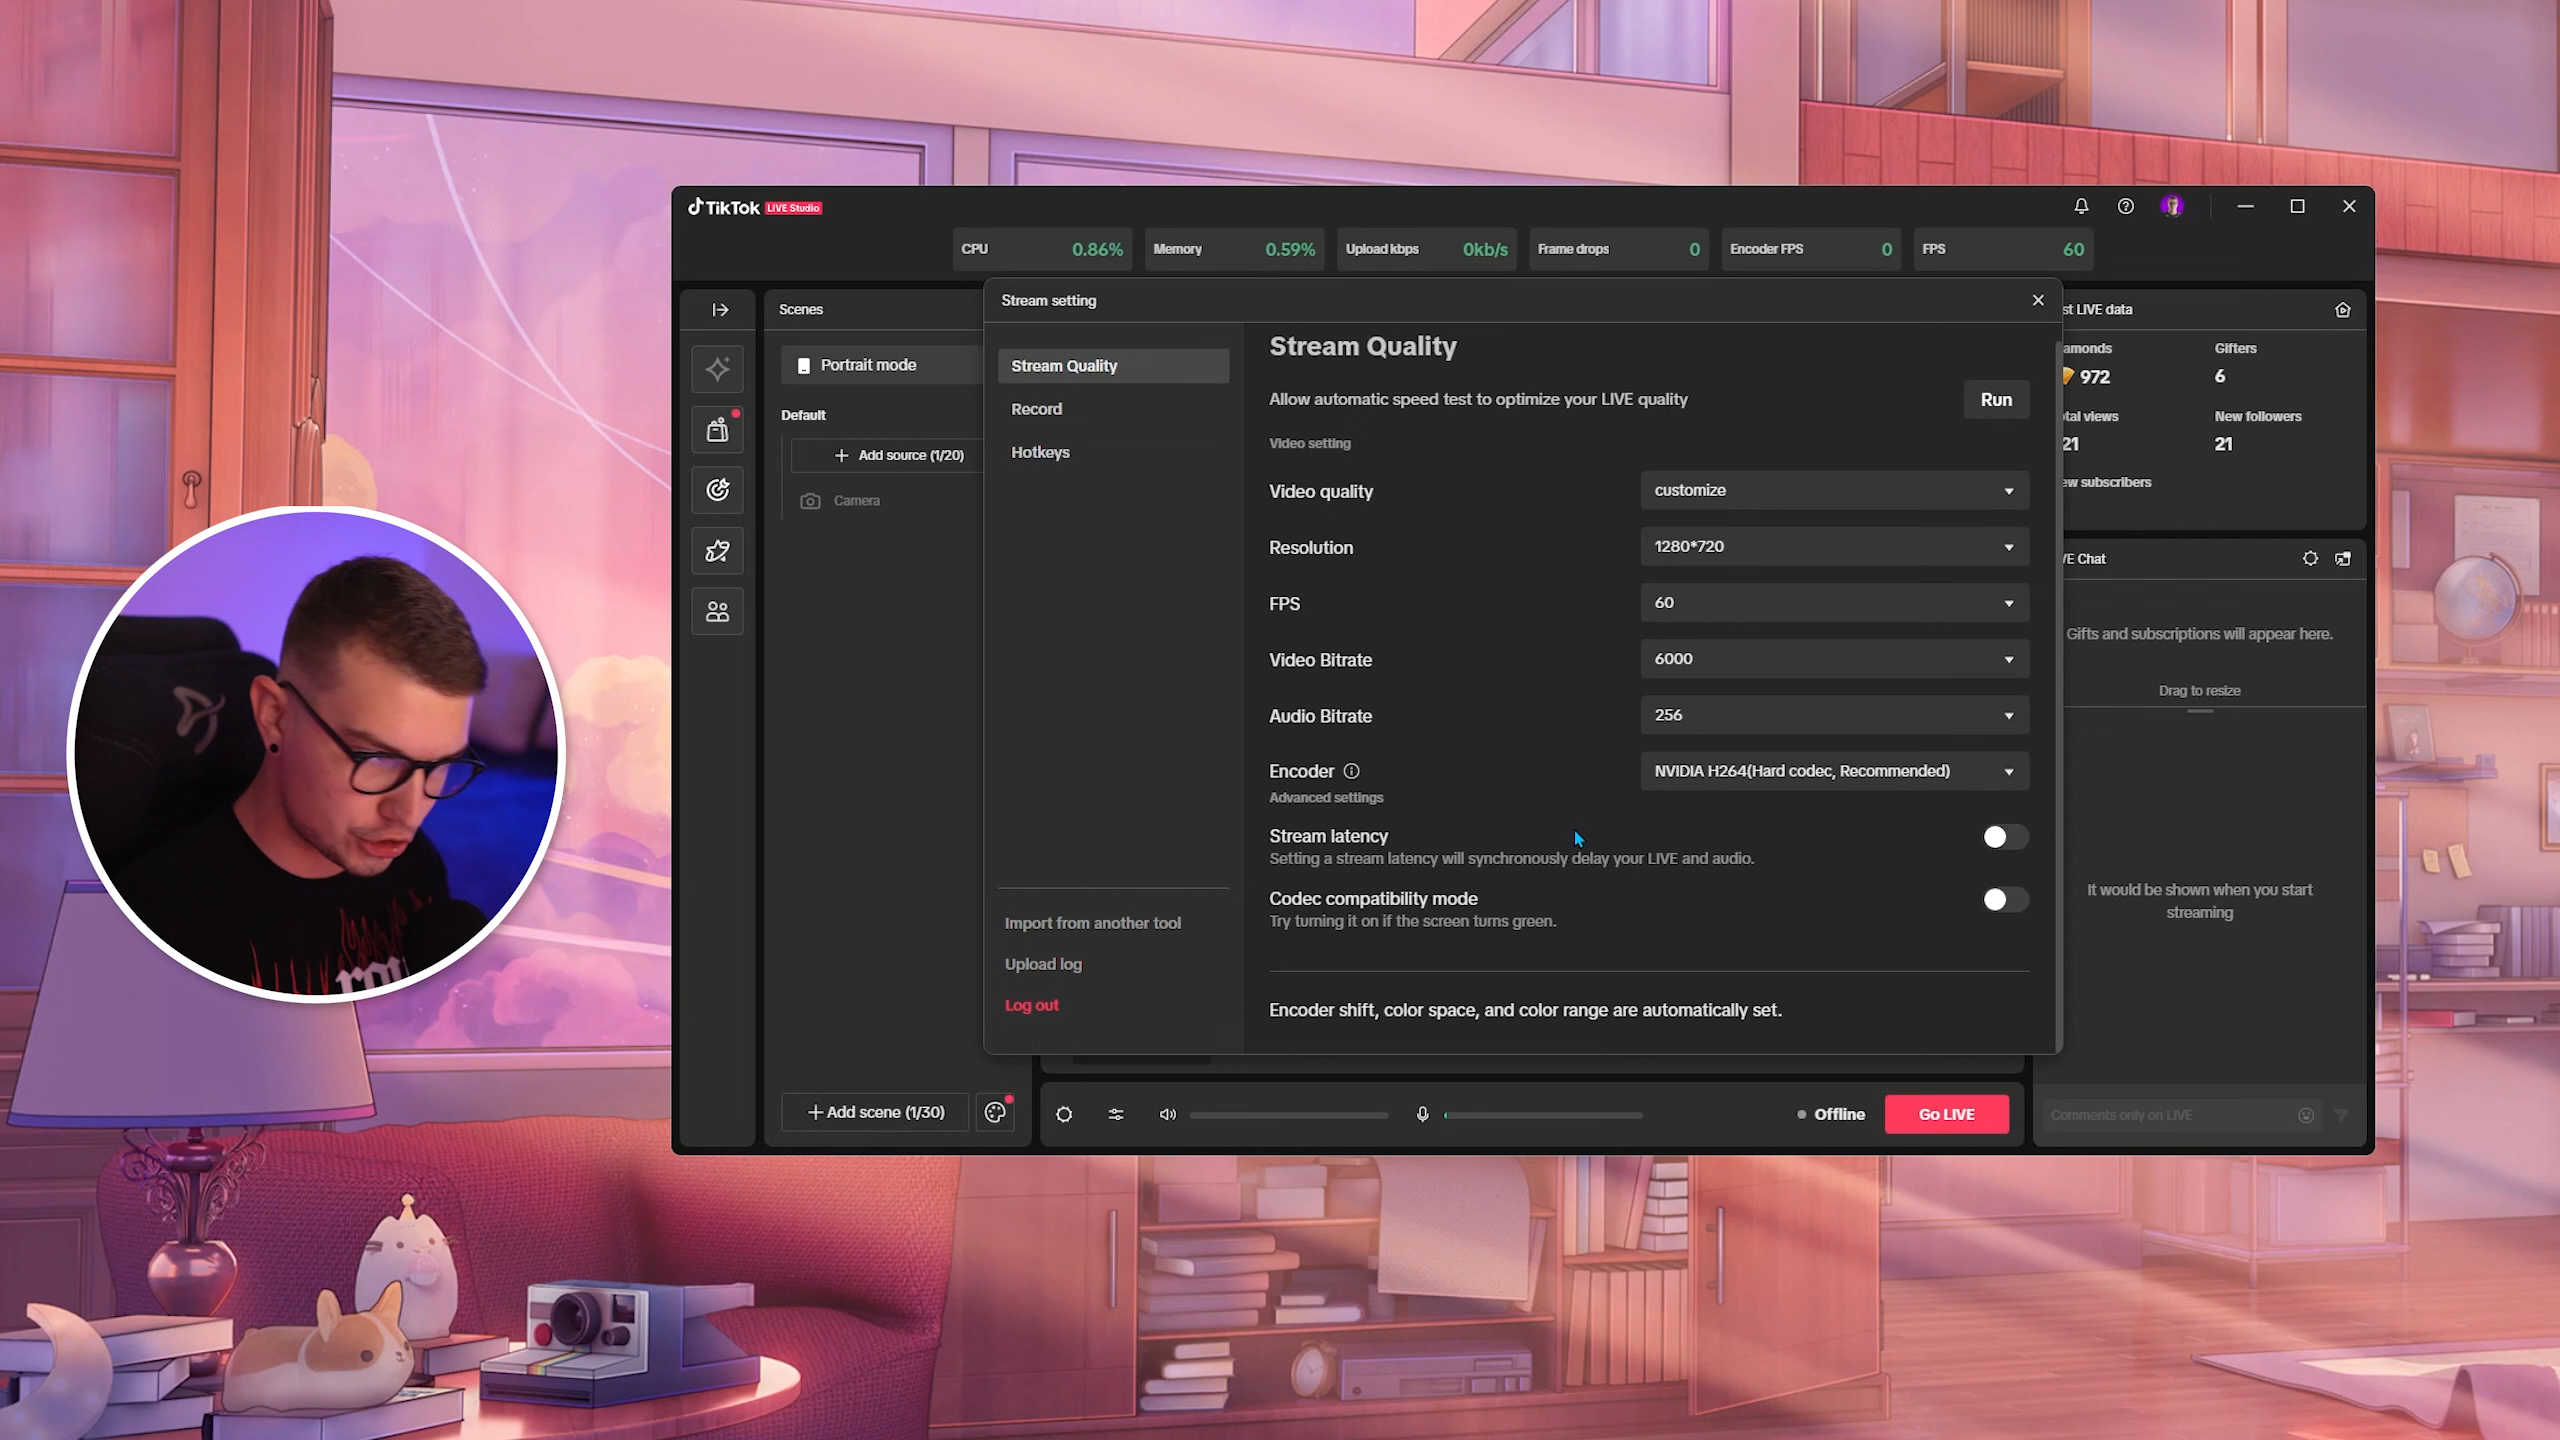 TikTok LIVE Studio
CPU 0.86% Memory 0.59% Upload kbps 0kb/s Frame drops 0 Encoder FPS 0 FPS 60
Scenes
Portrait mode
Default
+ Add source (1/20)
Camera
+ Add scene (1/30)
Stream setting
Stream Quality
Record
Hotkeys
Import from another tool
Upload log
Log out
Stream Quality
Allow automatic speed test to optimize your LIVE quality Run
Video setting
Video quality customize
Resolution 1280*720
FPS 60
Video Bitrate 6000
Audio Bitrate 256
Encoder NVIDIA H264(Hard codec, Recommended)
Advanced settings
Stream latency
Setting a stream latency will synchronously delay your LIVE and audio.
Codec compatibility mode
Try turning it on if the screen turns green.
Encoder shift, color space, and color range are automatically set.
Offline Go LIVE
st LIVE data
amonds Gifters
972 6
tal views New followers
21 21
ew subscribers
VE Chat
Gifts and subscriptions will appear here.
Drag to resize
It would be shown when you start
streaming
Comments only on LIVE